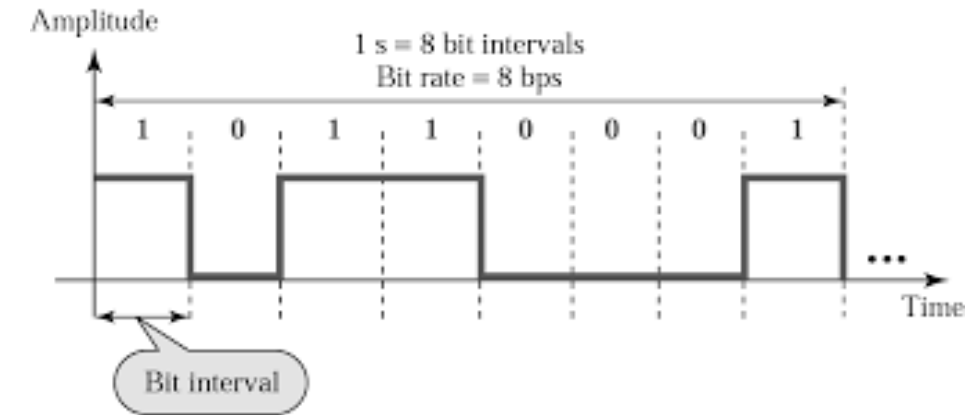 Amplitude
1 s = 8 bit intervals
Bit rate = 8 bps
1 0 1 1 0 0 0 1
...
Time
Bit interval